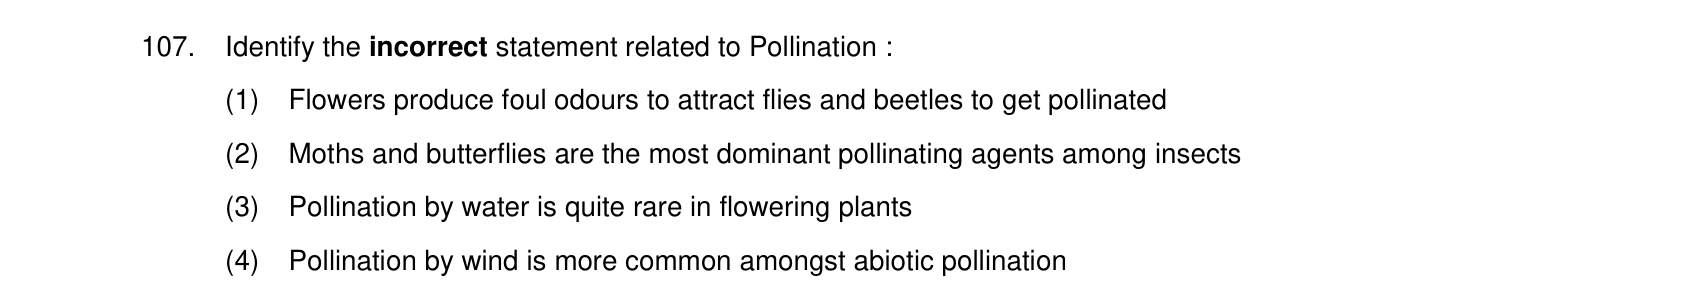 107. Identify the incorrect statement related to Pollination :
(1) Flowers produce foul odours to attract flies and beetles to get pollinated
(2) Moths and butterflies are the most dominant pollinating agents among insects
(3) Pollination by water is quite rare in flowering plants
(4) Pollination by wind is more common amongst abiotic pollination